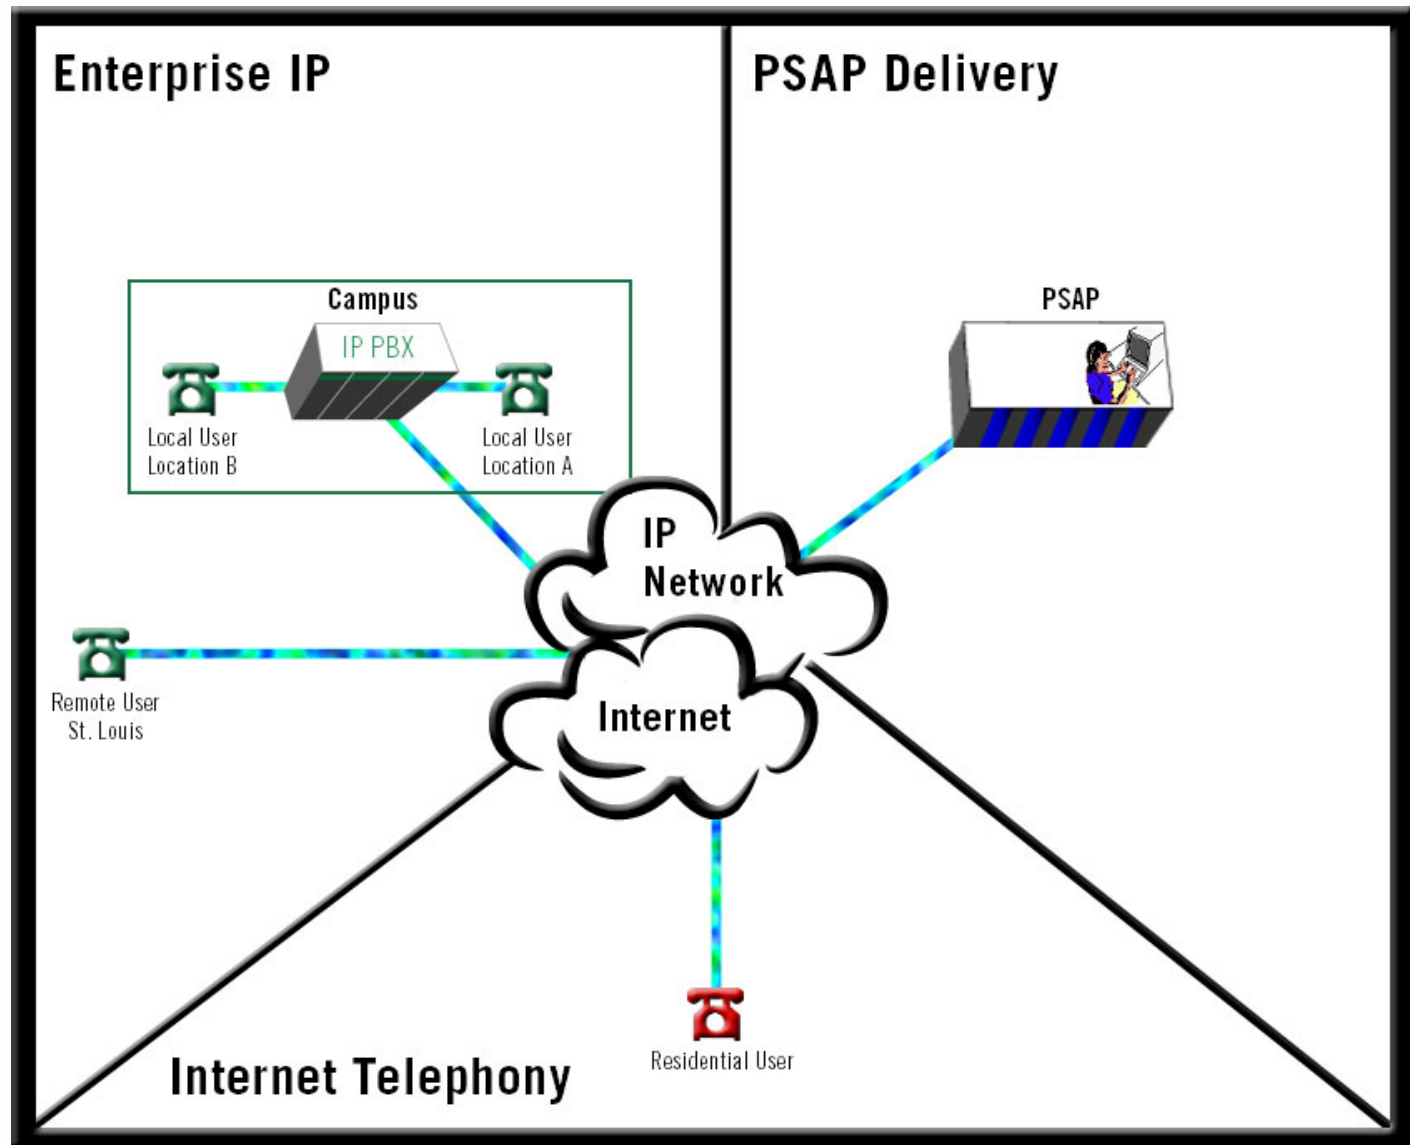 Enterprise IP
PSAP Delivery
Campus
IP PBX
Local User
Location B
Local User
Location A
PSAP
IP
Network
Remote User
St. Louis
Internet
Residential User
Internet Telephony